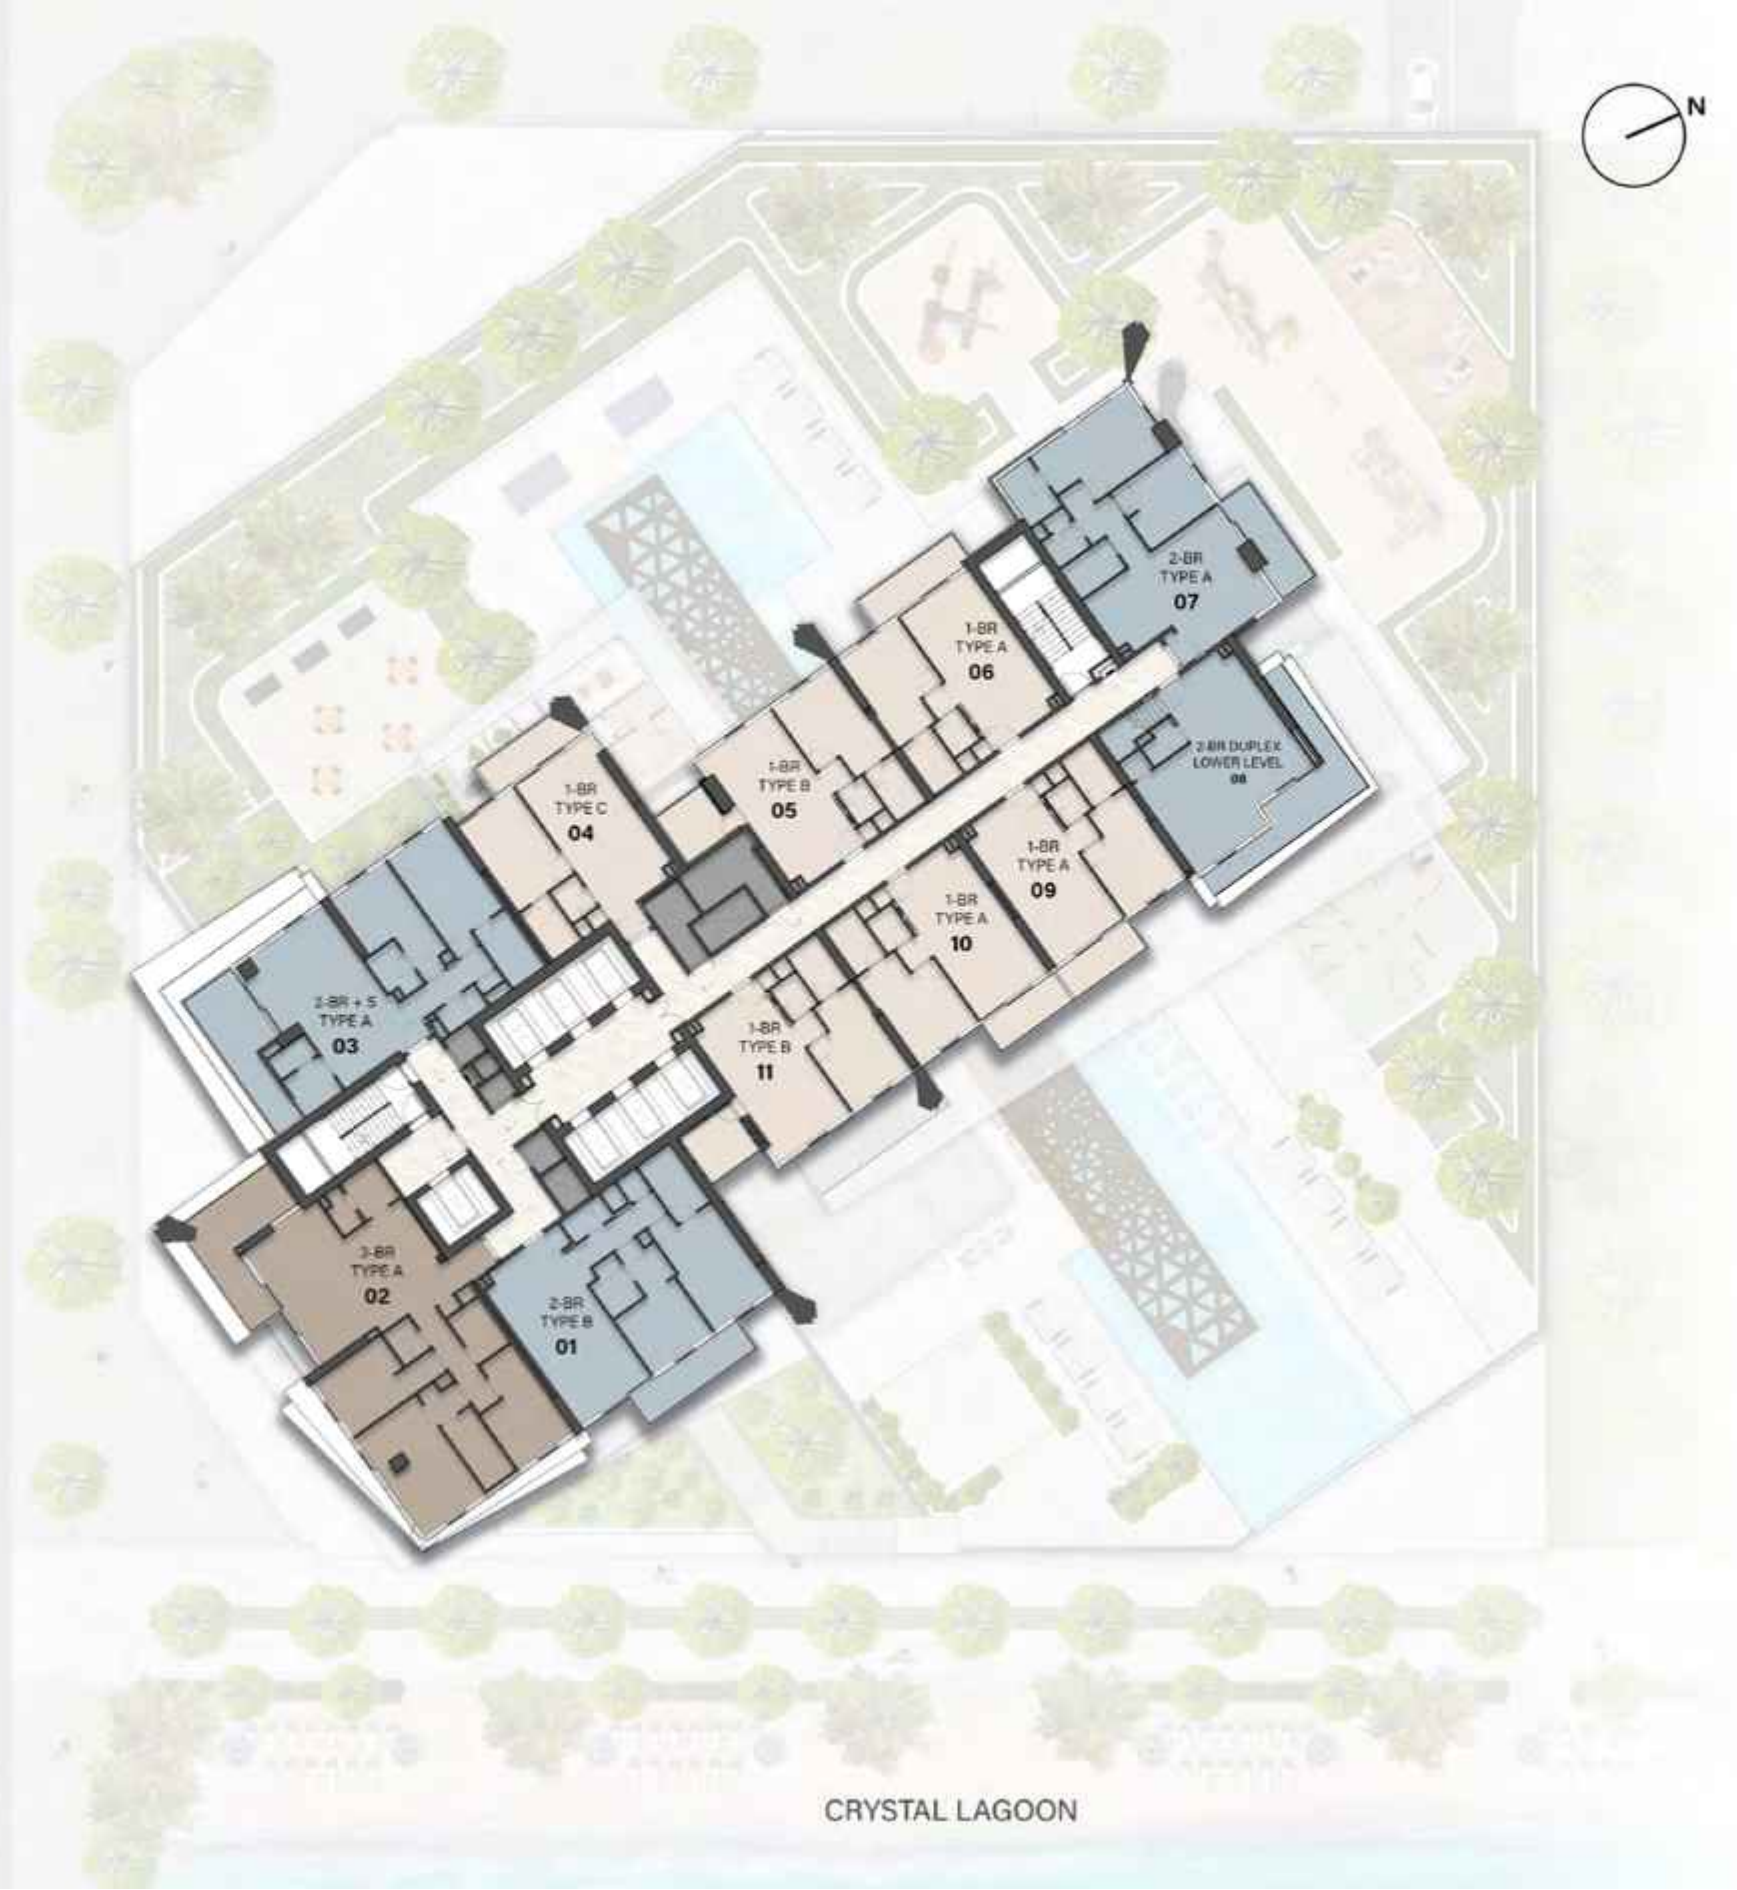 N
2-BR
TYPE A
07
1-BR
TYPE A
06
2-BR DUPLEX
LOWER LEVEL
08
1-BR
TYPE B
05
1-BR
TYPE C
04
1-BR
TYPE A
09
1-BR
TYPE A
10
2-BR + S
TYPE A
03
1-BR
TYPE B
11
3-BR
TYPE A
02
2-BR
TYPE B
01
CRYSTAL LAGOON